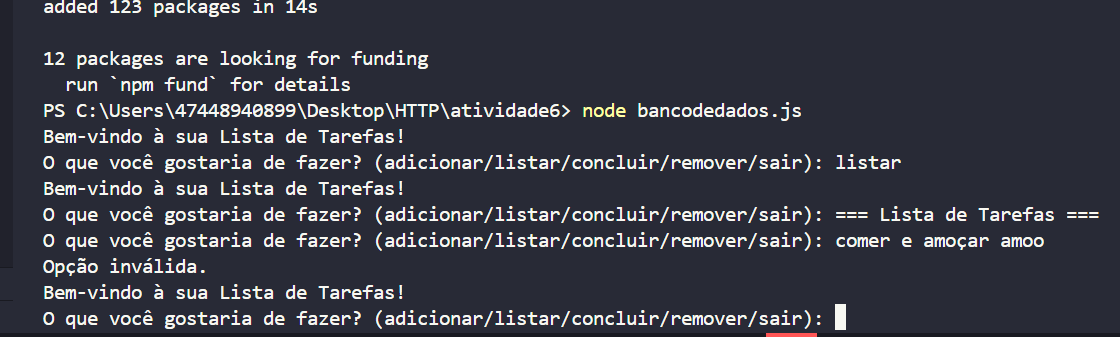 added 123 packages in 14s
12 packages are looking for funding
run `npm fund` for details
PS C:\Users\47448940899\Desktop\HTTP\atividade6> node bancodedados.js
Bem-vindo à sua Lista de Tarefas!
O que você gostaria de fazer? (adicionar/listar/concluir/remover/sair): listar
Bem-vindo à sua Lista de Tarefas!
O que você gostaria de fazer? (adicionar/listar/concluir/remover/sair): === Lista de Tarefas ===
O que você gostaria de fazer? (adicionar/listar/concluir/remover/sair): comer e amoçar amoo
Opção inválida.
Bem-vindo à sua Lista de Tarefas!
O que você gostaria de fazer? (adicionar/listar/concluir/remover/sair):